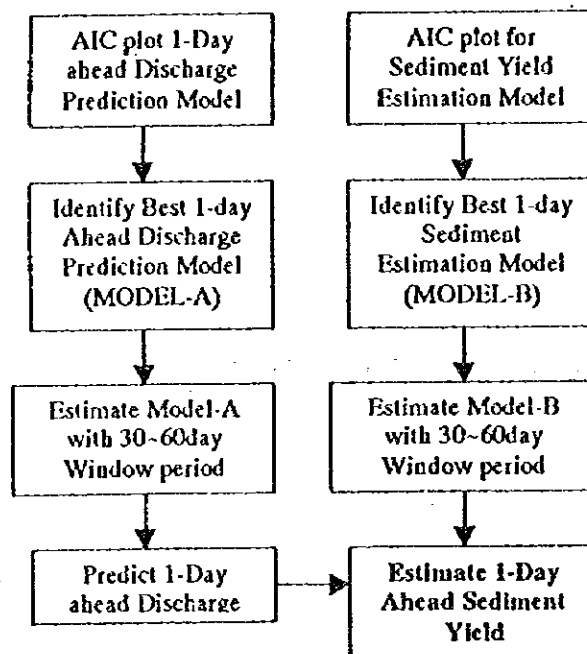 AIC plot 1-Day
ahead Discharge
Prediction Model
Identify Best 1-day
Ahead Discharge
Prediction Model
(MODEL-A)
Estimate Model-A
with 30~60day
Window period
Predict 1-Day
ahead Discharge
AIC plot for
Sediment Yield
Estimation Model
Identify Best 1-day
Sediment
Estimation Model
(MODEL-B)
Estimate Model-B
with 30~60day
Window period
Estimate 1-Day
Ahead Sediment
Yield